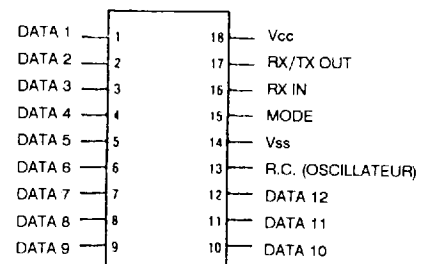 DATA 1 1 18 Vcc
DATA 2 2 17 RX/TX OUT
DATA 3 3 16 RX IN
DATA 4 4 15 MODE
DATA 5 5 14 Vss
DATA 6 6 13 R.C. (OSCILLATEUR)
DATA 7 7 12 DATA 12
DATA 8 8 11 DATA 11
DATA 9 9 10 DATA 10